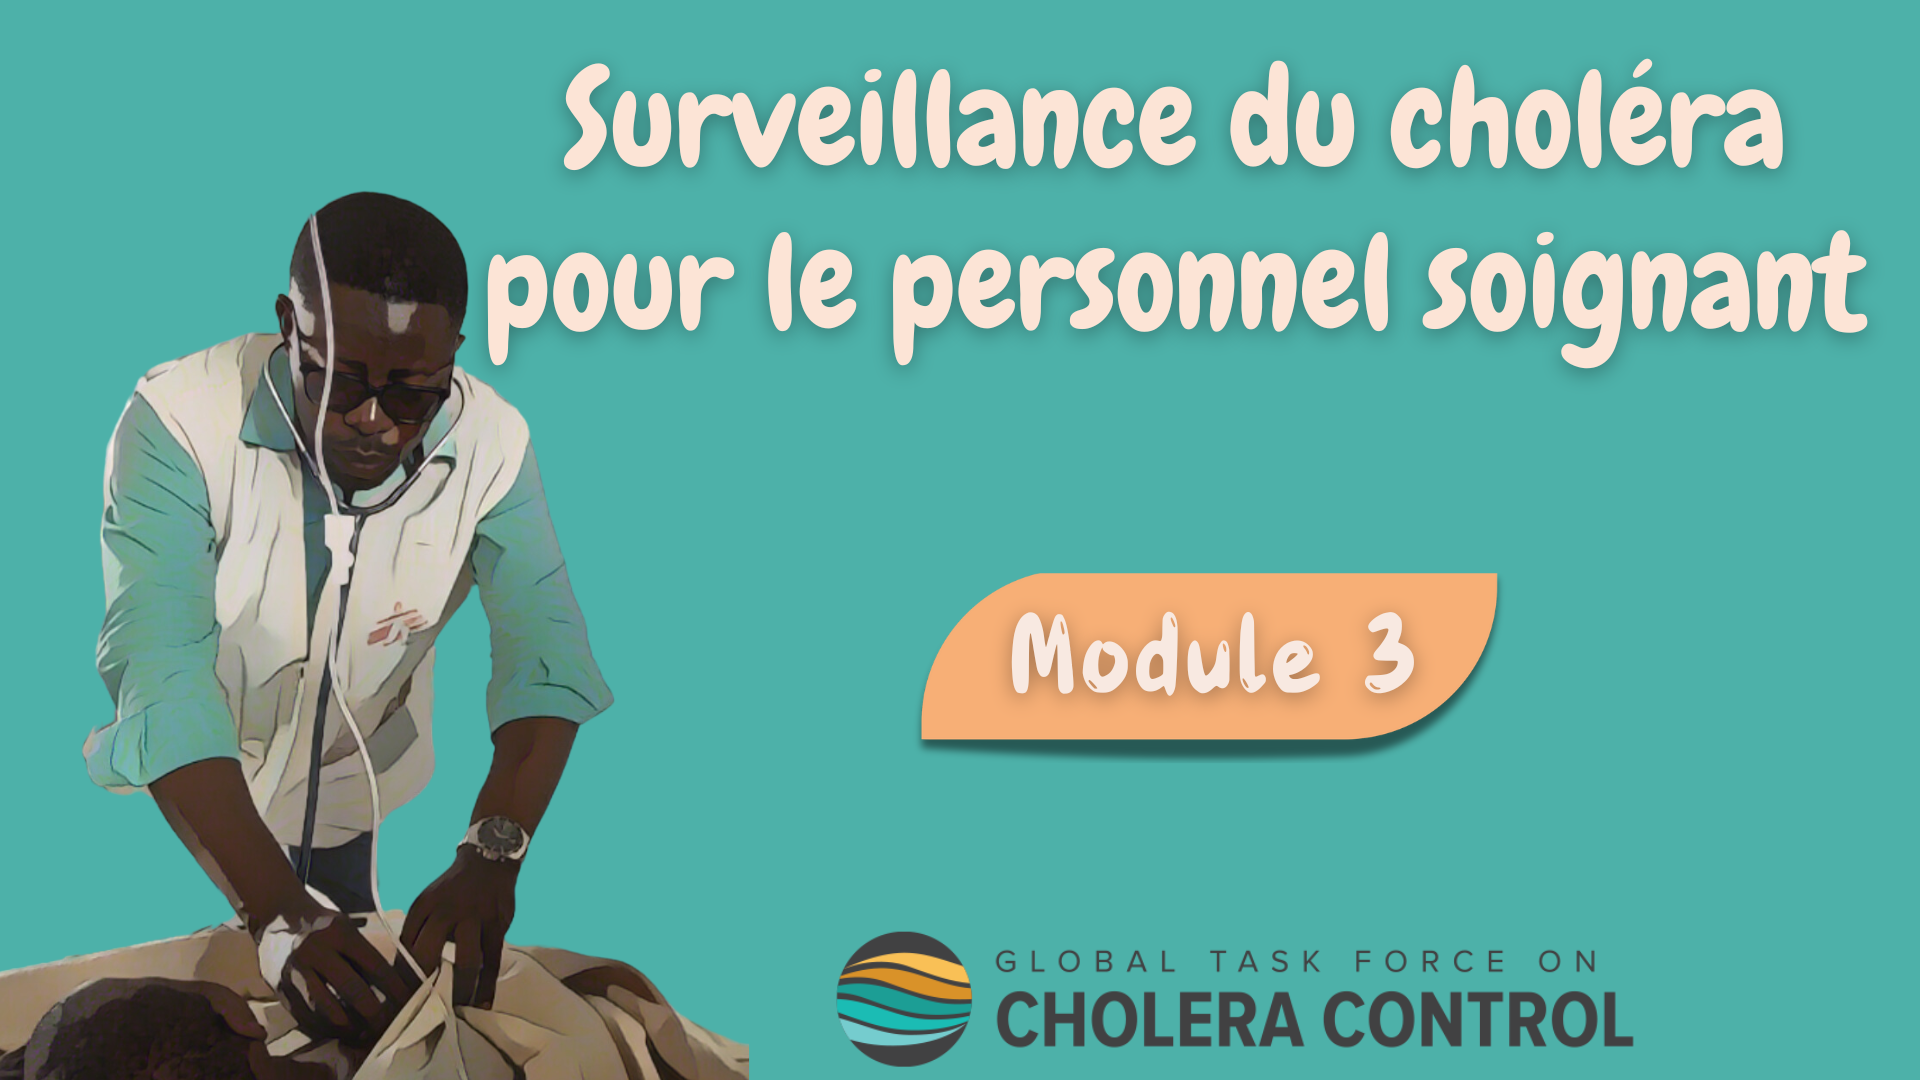 Surveillance du choléra
pour le personnel soignant
Module 3
GLOBAL TASK FORCE ON
CHOLERA CONTROL